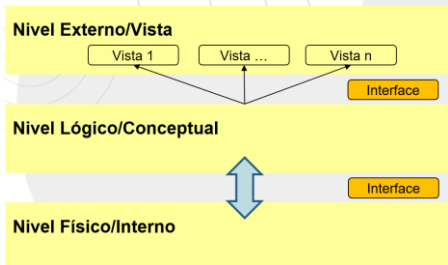 Nivel Externo/Vista
Vista 1
Vista ...
Vista n
Interface
Nivel Lógico/Conceptual
Interface
Nivel Físico/Interno